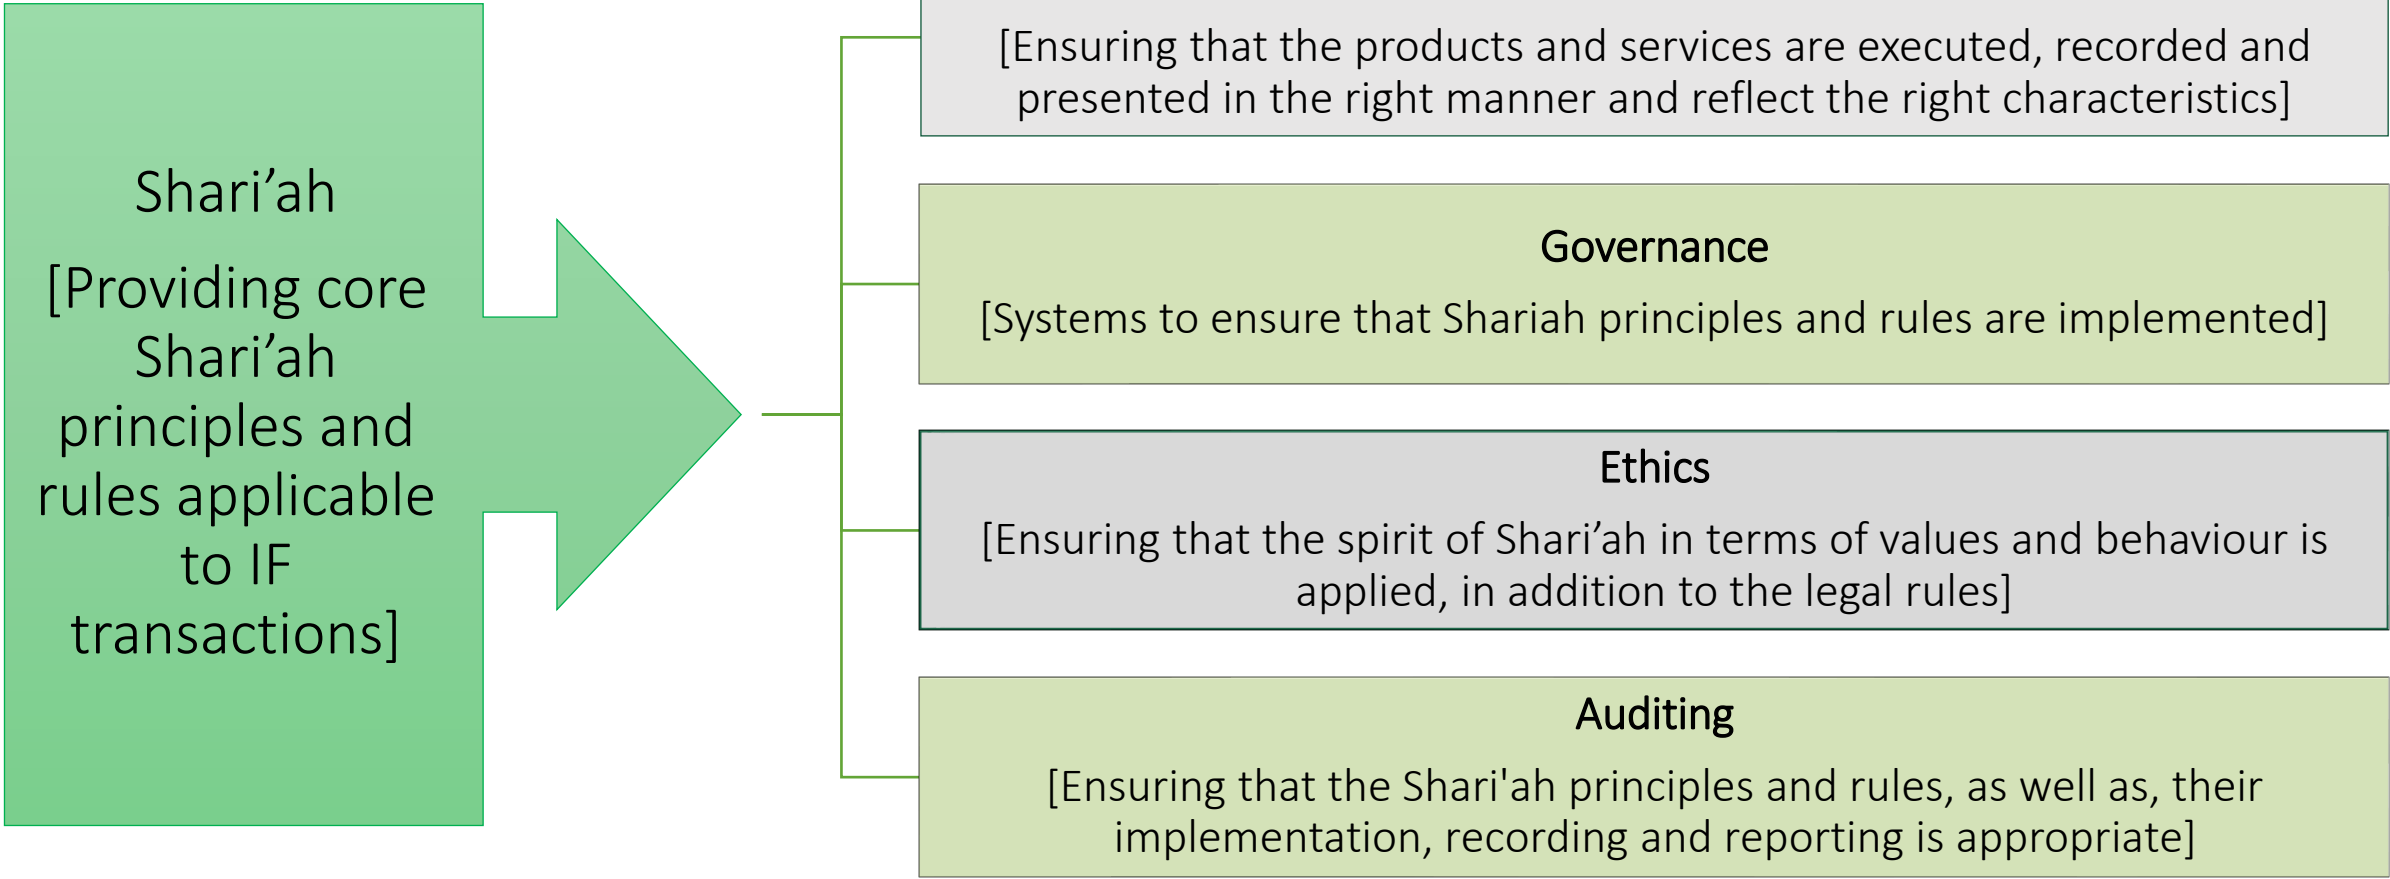 Shari’ah
[Providing core
Shari’ah
principles and
rules applicable
to IF
transactions]
[Ensuring that the products and services are executed, recorded and
presented in the right manner and reflect the right characteristics]
Governance
[Systems to ensure that Shariah principles and rules are implemented]
Ethics
[Ensuring that the spirit of Shari’ah in terms of values and behaviour is
applied, in addition to the legal rules]
Auditing
[Ensuring that the Shari'ah principles and rules, as well as, their
implementation, recording and reporting is appropriate]